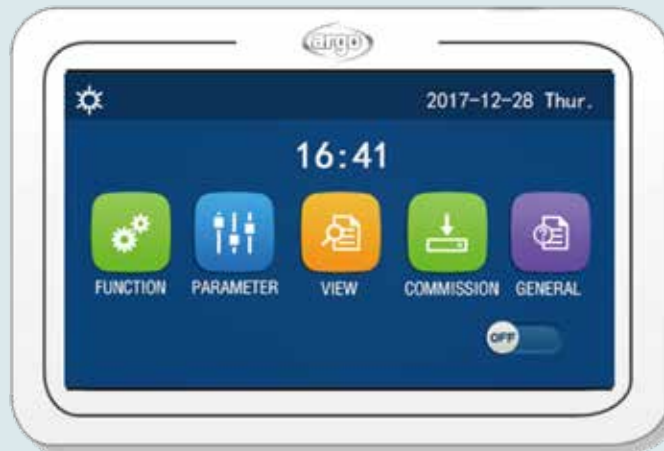 argo
2017-12-28 Thur.
16:41
FUNCTION PARAMETER VIEW COMMISSION GENERAL
OFF